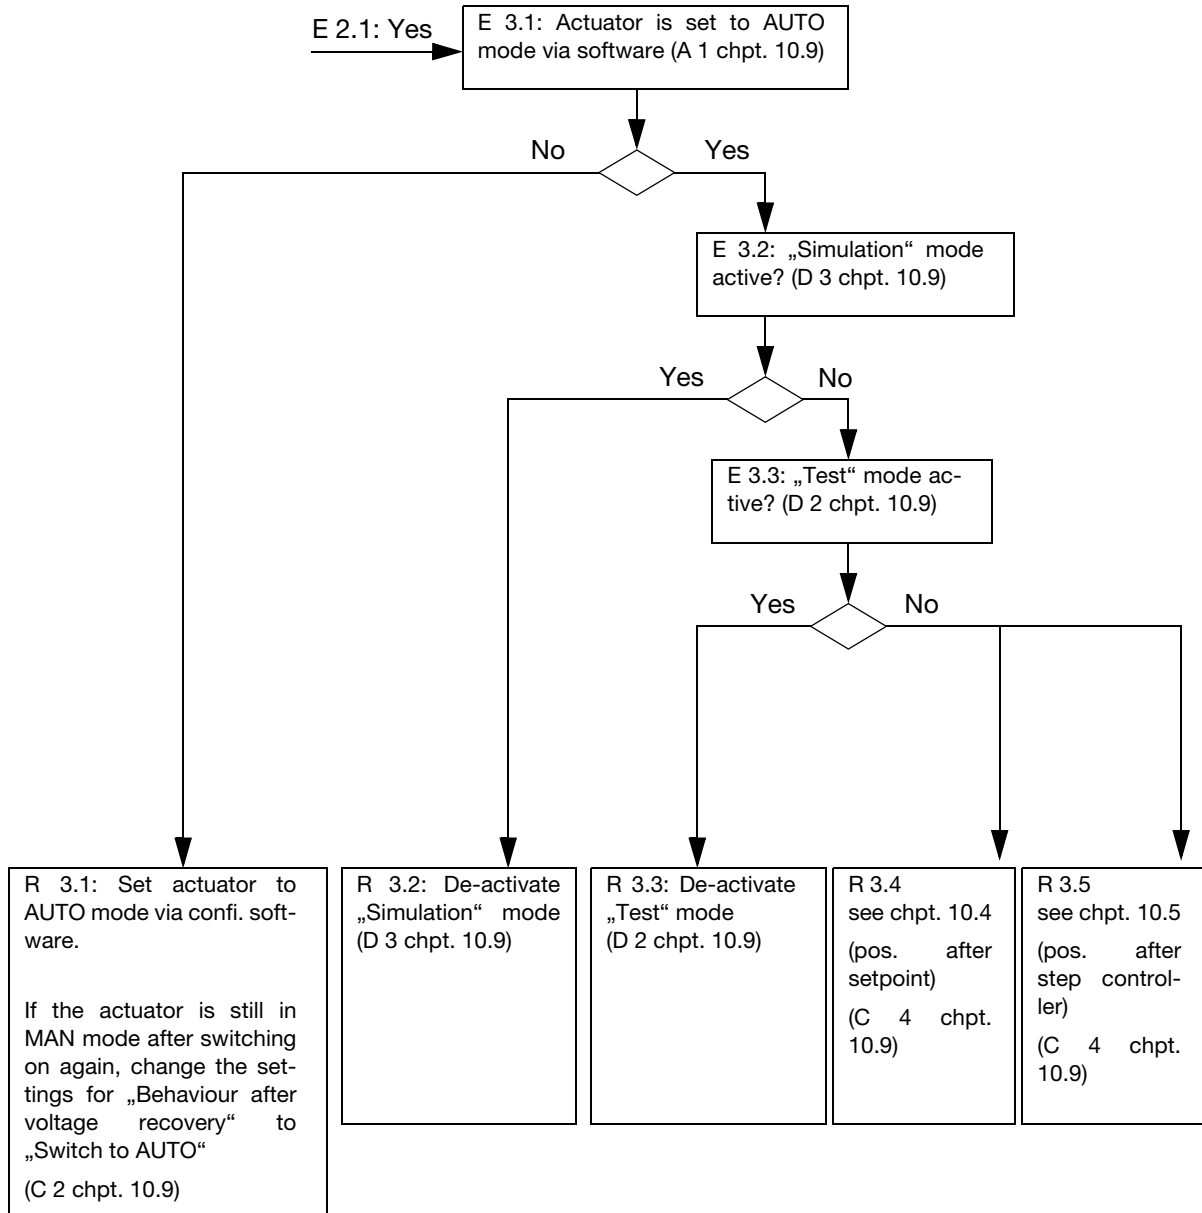 E 2.1: Yes
E 3.1: Actuator is set to AUTO
mode via software (A 1 chpt. 10.9)
No
Yes
E 3.2: „Simulation“ mode
active? (D 3 chpt. 10.9)
Yes
No
E 3.3: „Test“ mode ac-
tive? (D 2 chpt. 10.9)
Yes
No
R 3.1: Set actuator to
AUTO mode via confi. soft-
ware.
If the actuator is still in
MAN mode after switching
on again, change the set-
tings for „Behaviour after
voltage recovery“ to
„Switch to AUTO“
(C 2 chpt. 10.9)
R 3.2: De-activate
„Simulation“ mode
(D 3 chpt. 10.9)
R 3.3: De-activate
„Test“ mode
(D 2 chpt. 10.9)
R 3.4
see chpt. 10.4
(pos. after
setpoint)
(C 4 chpt.
10.9)
R 3.5
see chpt. 10.5
(pos. after
step control-
ler)
(C 4 chpt.
10.9)